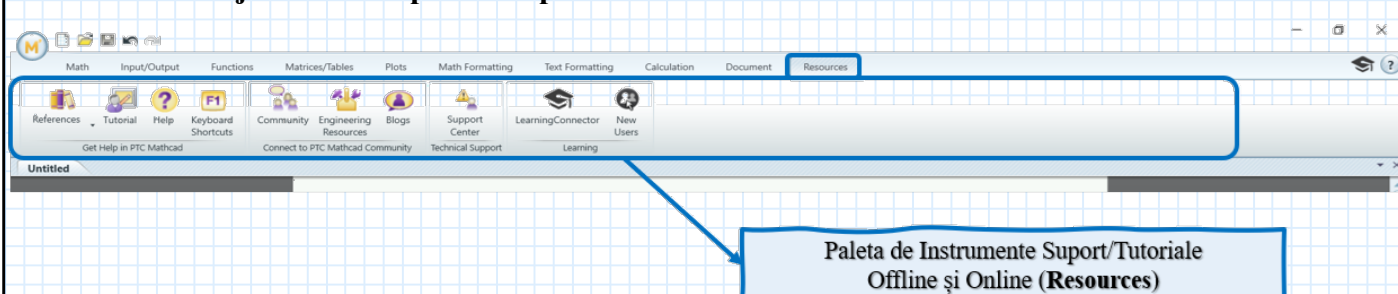 Math Input/Output Functions Matrices/Tables Plots Math Formatting Text Formatting Calculation Document Resources
References Tutorial Help Keyboard Shortcuts Community Engineering Resources Blogs Support Center LearningConnector New Users
Get Help in PTC Mathcad Connect to PTC Mathcad Community Technical Support Learning
Untitled
Paleta de Instrumente Suport/Tutoriale
Offline și Online (Resources)